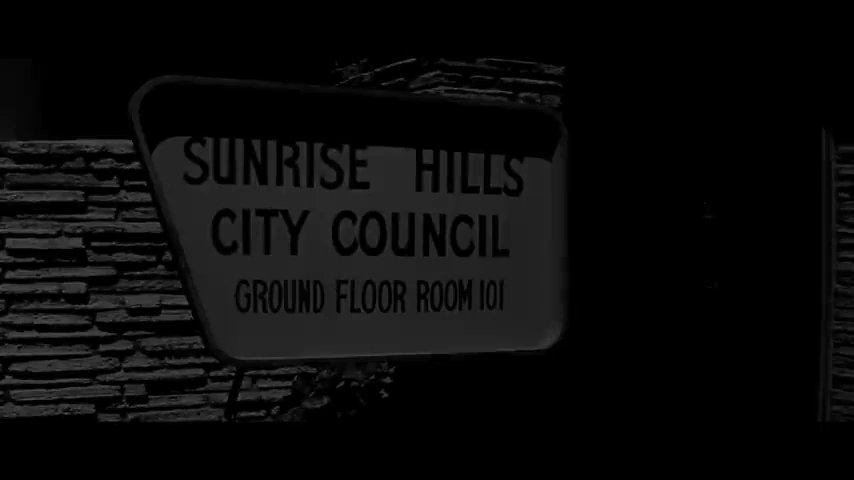 SUNRISE HILLS
CITY COUNCIL
GROUND FLOOR ROOM 101